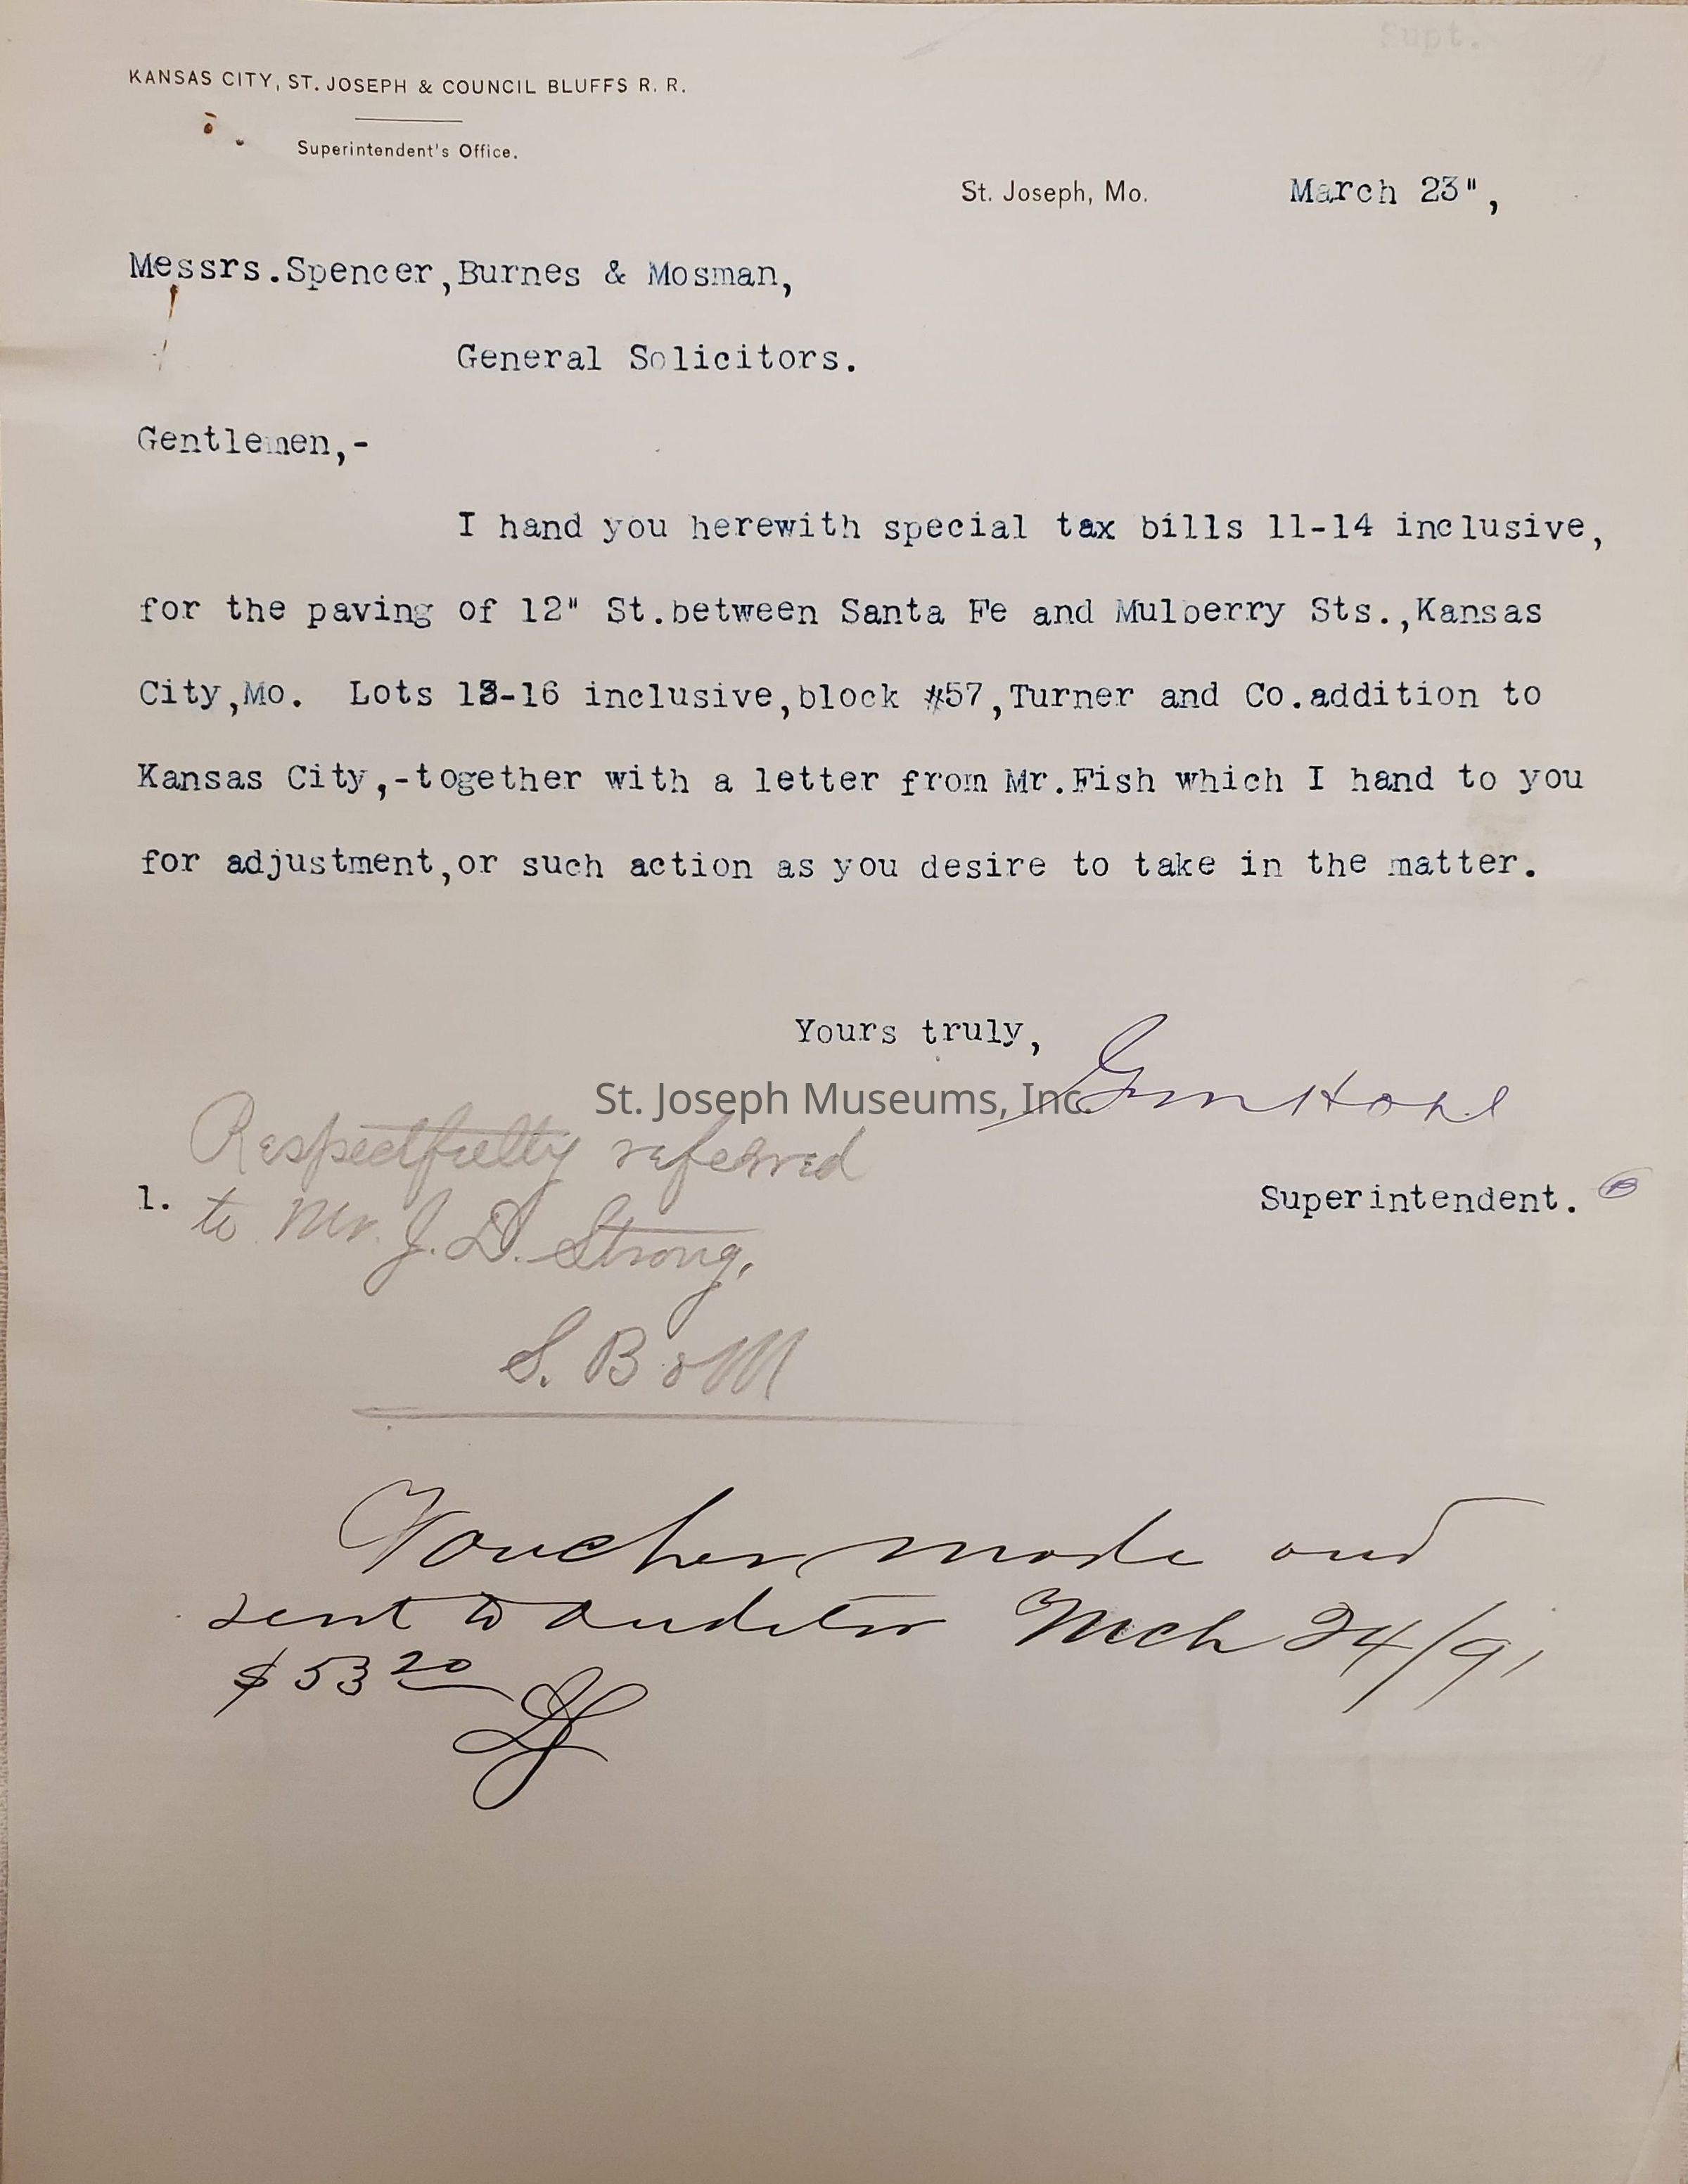 Supt.
KANSAS CITY, ST. JOSEPH & COUNCIL BLUFFS R. R.
Superintendent's Office.
St. Joseph, Mo. March 23",
Messrs.Spencer,Burnes & Mosman,
General Solicitors.
Gentlemen,-
I hand you herewith special tax bills 11-14 inclusive,
for the paving of 12" St.between Santa Fe and Mulberry Sts.,Kansas
City,Mo. Lots 13-16 inclusive,block #57,Turner and Co.addition to
Kansas City,-together with a letter from Mr.Fish which I hand to you
for adjustment,or such action as you desire to take in the matter.
Yours truly,
St. Joseph Museums, Inc.
Respectfully referred
1. Superintendent.
to Mr. J. D. Strong,
S. B & M
Voucher made and
sent to Auditor Mch 24/91
$53 20